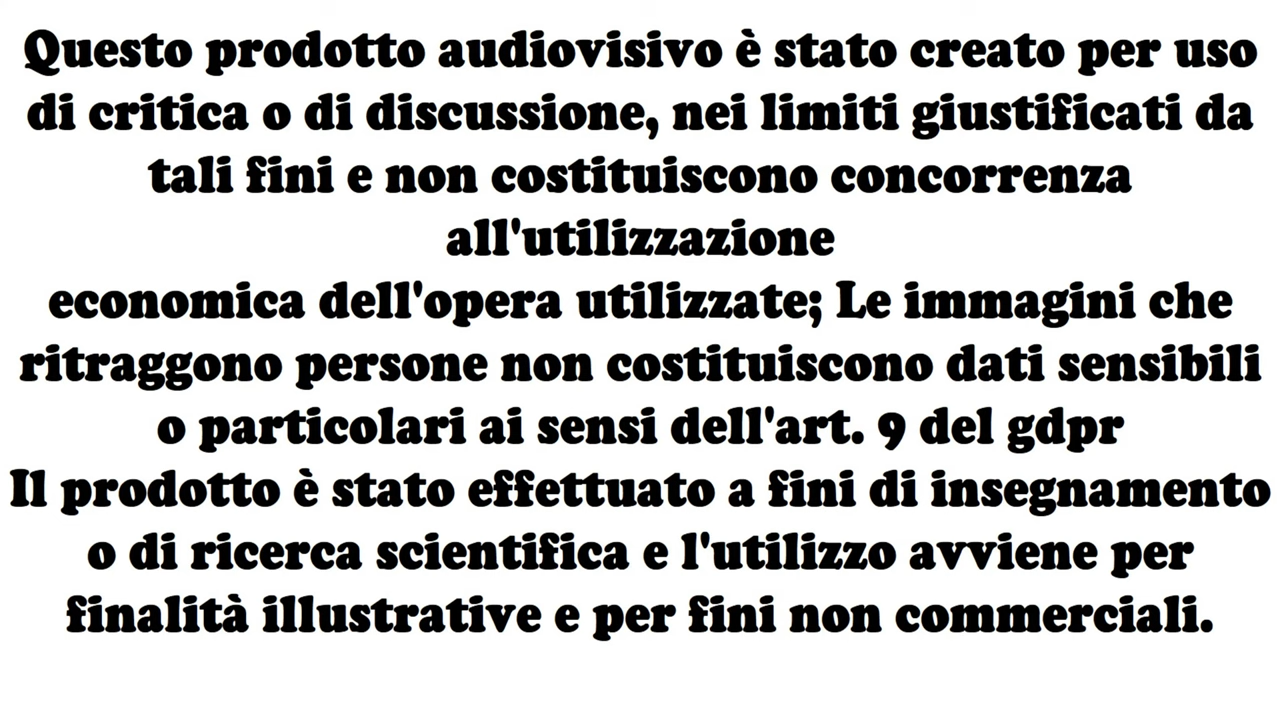 Questo prodotto audiovisivo è stato creato per uso
di critica o di discussione, nei limiti giustificati da
tali fini e non costituiscono concorrenza
all'utilizzazione
economica dell'opera utilizzate; Le immagini che
ritraggono persone non costituiscono dati sensibili
o particolari ai sensi dell'art. 9 del gdpr
Il prodotto è stato effettuato a fini di insegnamento
o di ricerca scientifica e l'utilizzo avviene per
finalità illustrative e per fini non commerciali.